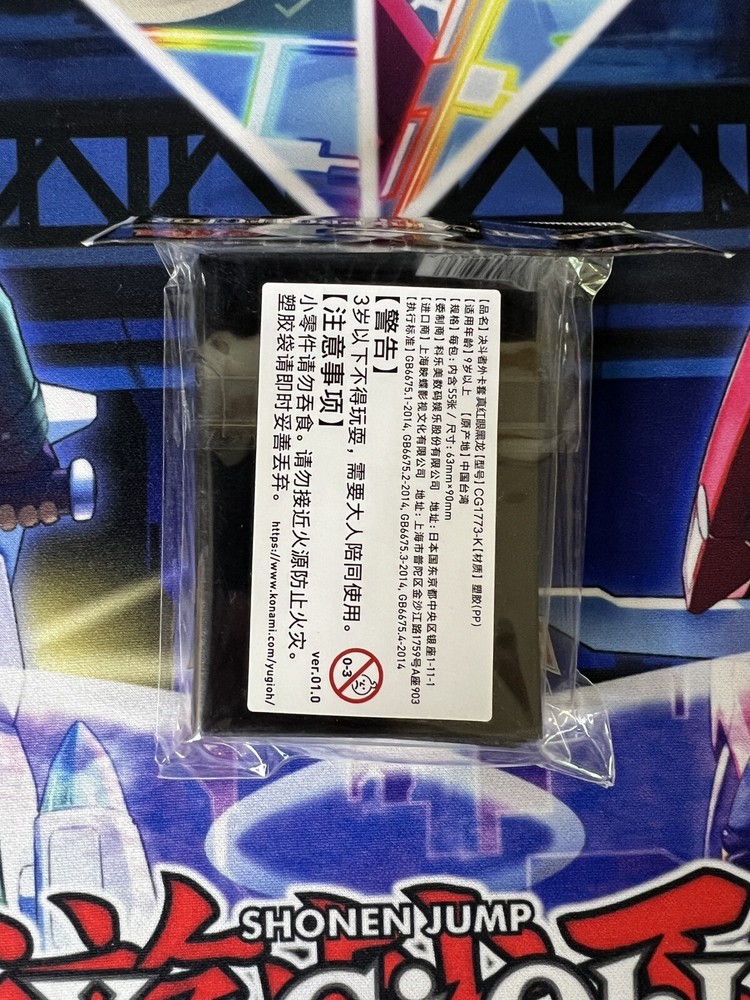 【品名】决斗者外卡套 真红眼黑龙【型号】CG1773-K【材质】塑胶(PP)
【适用年龄】9岁以上 【原产地】中国台湾
【规格】每包：内含55张 / 尺寸：63mm×90mm
【委制商】科乐美数码娱乐股份有限公司 地址：日本国东京都中央区银座1-11-1
【进口商】上海映蝶影视文化有限公司 地址：上海市普陀区金沙江路1759号A座903
【执行标准】GB6675.1-2014, GB6675.2-2014, GB6675.3-2014, GB6675.4-2014
【警告】
3岁以下不得玩耍，需要大人陪同使用。
【注意事项】
小零件请勿吞食。请勿接近火源防止火灾。
塑胶袋请即时妥善丢弃。
https://www.konami.com/yugioh/
ver.01.0
0-3
SHONEN JUMP